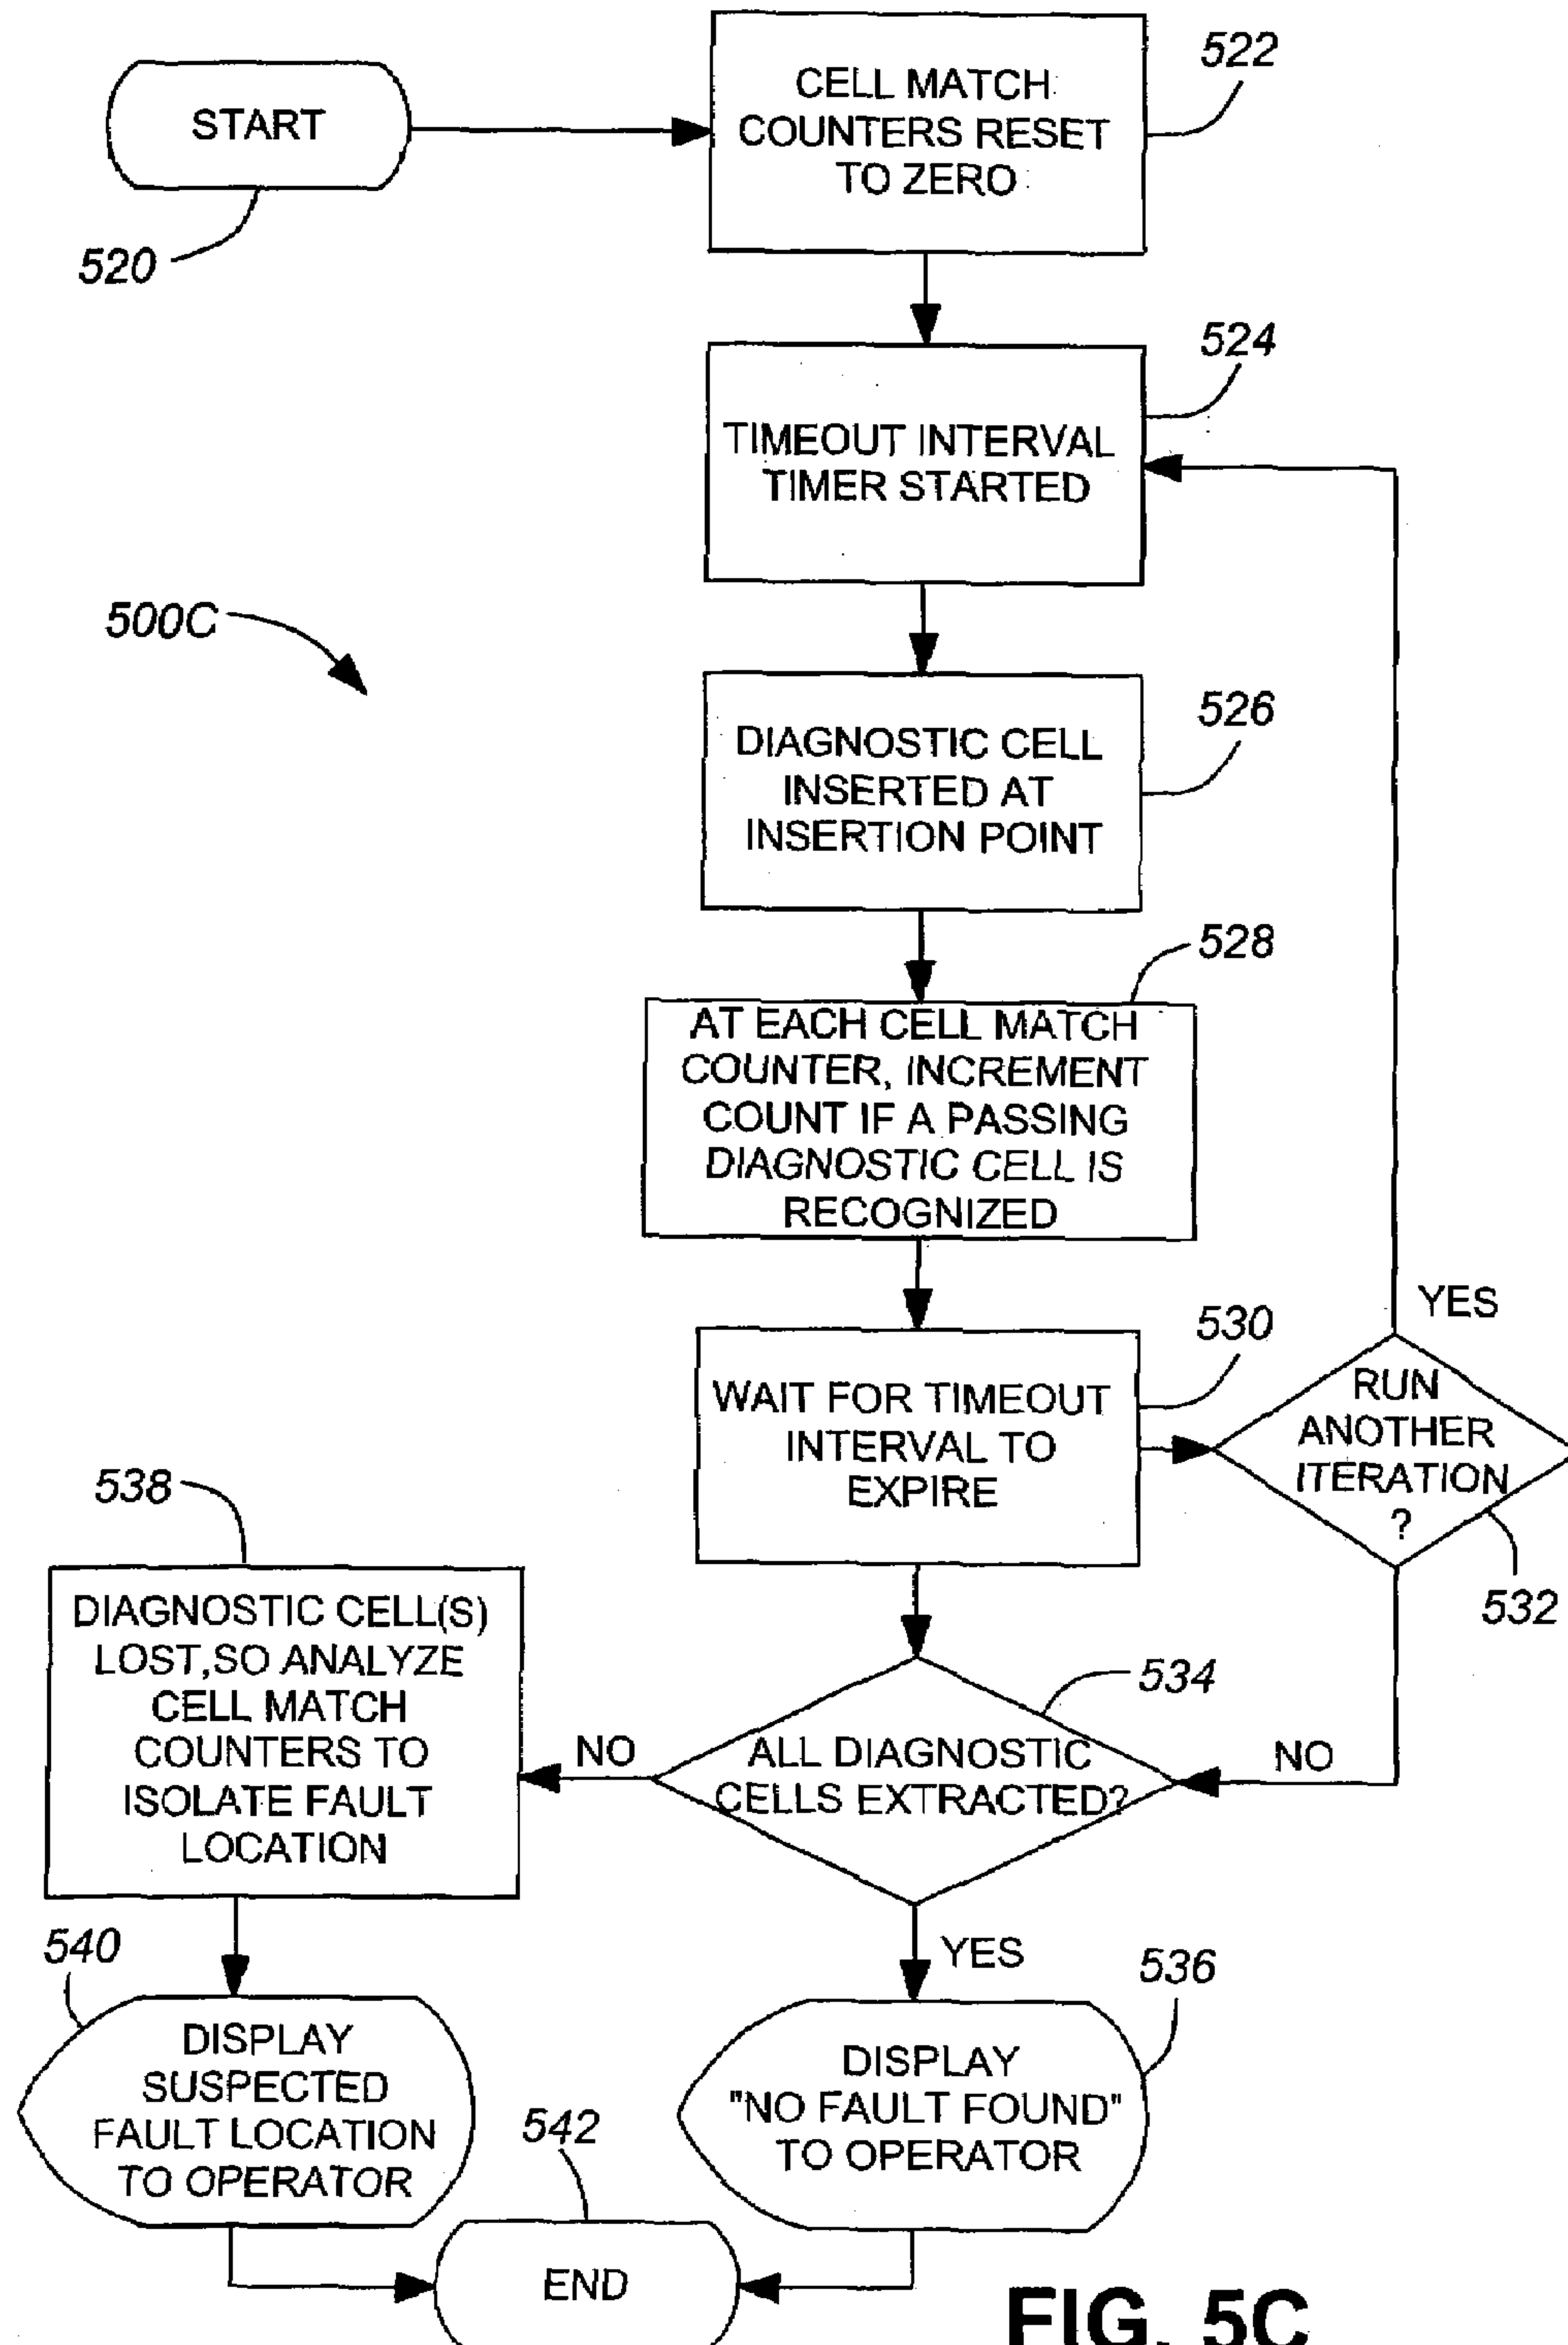 START
520
CELL MATCH
COUNTERS RESET
TO ZERO
522
TIMEOUT INTERVAL
TIMER STARTED
524
500C
DIAGNOSTIC CELL
INSERTED AT
INSERTION POINT
526
AT EACH CELL MATCH
COUNTER, INCREMENT
COUNT IF A PASSING
DIAGNOSTIC CELL IS
RECOGNIZED
528
WAIT FOR TIMEOUT
INTERVAL TO
EXPIRE
530
YES
RUN
ANOTHER
ITERATION
?
532
NO
ALL DIAGNOSTIC
CELLS EXTRACTED?
534
NO
538
DIAGNOSTIC CELL(S)
LOST,SO ANALYZE
CELL MATCH
COUNTERS TO
ISOLATE FAULT
LOCATION
YES
540
DISPLAY
SUSPECTED
FAULT LOCATION
TO OPERATOR
DISPLAY
"NO FAULT FOUND"
TO OPERATOR
536
542
END
FIG. 5C